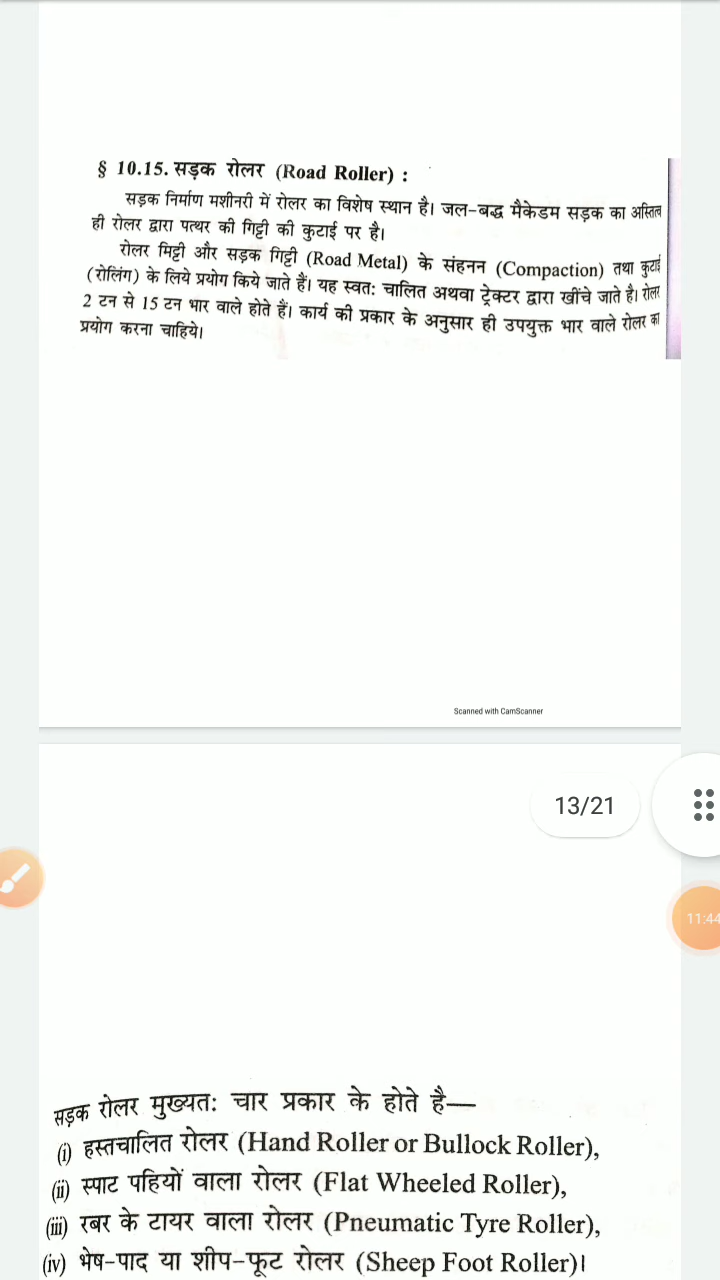 § 10.15. सड़क रोलर (Road Roller) :
सड़क निर्माण मशीनरी में रोलर का विशेष स्थान है। जल-बद्ध मैकेडम सड़क का अस्तित्व
ही रोलर द्वारा पत्थर की गिट्टी की कुटाई पर है।
रोलर मिट्टी और सड़क गिट्टी (Road Metal) के संहनन (Compaction) तथा कुटाई
(रोलिंग) के लिये प्रयोग किये जाते हैं। यह स्वतः चालित अथवा ट्रेक्टर द्वारा खींचे जाते है। रोलर
2 टन से 15 टन भार वाले होते हैं। कार्य की प्रकार के अनुसार ही उपयुक्त भार वाले रोलर का
प्रयोग करना चाहिये।
Scanned with CamScanner
13/21
11:44
सड़क रोलर मुख्यतः चार प्रकार के होते है—
(i) हस्तचालित रोलर (Hand Roller or Bullock Roller),
(ii) स्पाट पहियों वाला रोलर (Flat Wheeled Roller),
(iii) रबर के टायर वाला रोलर (Pneumatic Tyre Roller),
(iv) भेष-पाद या शीप-फूट रोलर (Sheep Foot Roller)।